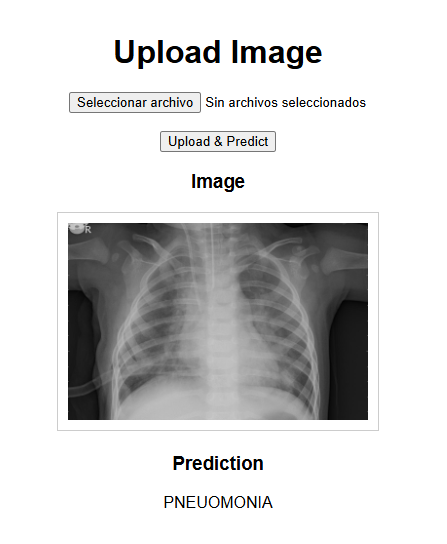 Upload Image
Seleccionar archivo Sin archivos seleccionados
Upload & Predict
Image
R
Prediction
PNEUOMONIA